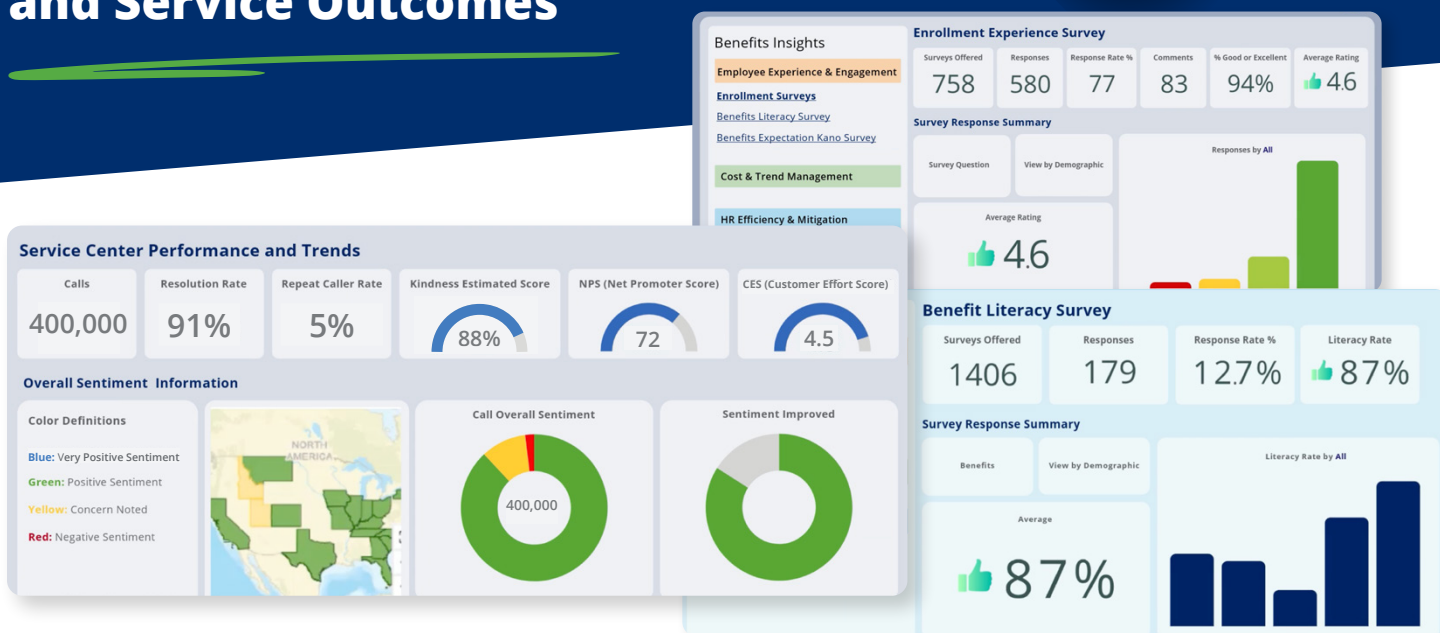 and Service Outcomes
Benefits Insights
Employee Experience & Engagement
Enrollment Surveys
Benefits Literacy Survey
Benefits Expectation Kano Survey
Cost & Trend Management
HR Efficiency & Mitigation
Enrollment Experience Survey
Surveys Offered
758
Responses
580
Response Rate %
77
Comments
83
% Good or Excellent
94%
Average Rating
4.6
Survey Response Summary
Survey Question
View by Demographic
Average Rating
4.6
Responses by All
Service Center Performance and Trends
Calls
400,000
Resolution Rate
91%
Repeat Caller Rate
5%
Kindness Estimated Score
88%
NPS (Net Promoter Score)
72
CES (Customer Effort Score)
4.5
Overall Sentiment Information
Color Definitions
Blue: Very Positive Sentiment
Green: Positive Sentiment
Yellow: Concern Noted
Red: Negative Sentiment
NORTH
AMERICA
Call Overall Sentiment
400,000
Sentiment Improved
Benefit Literacy Survey
Surveys Offered
1406
Responses
179
Response Rate %
12.7%
Literacy Rate
87%
Survey Response Summary
Benefits
View by Demographic
Average
87%
Literacy Rate by All